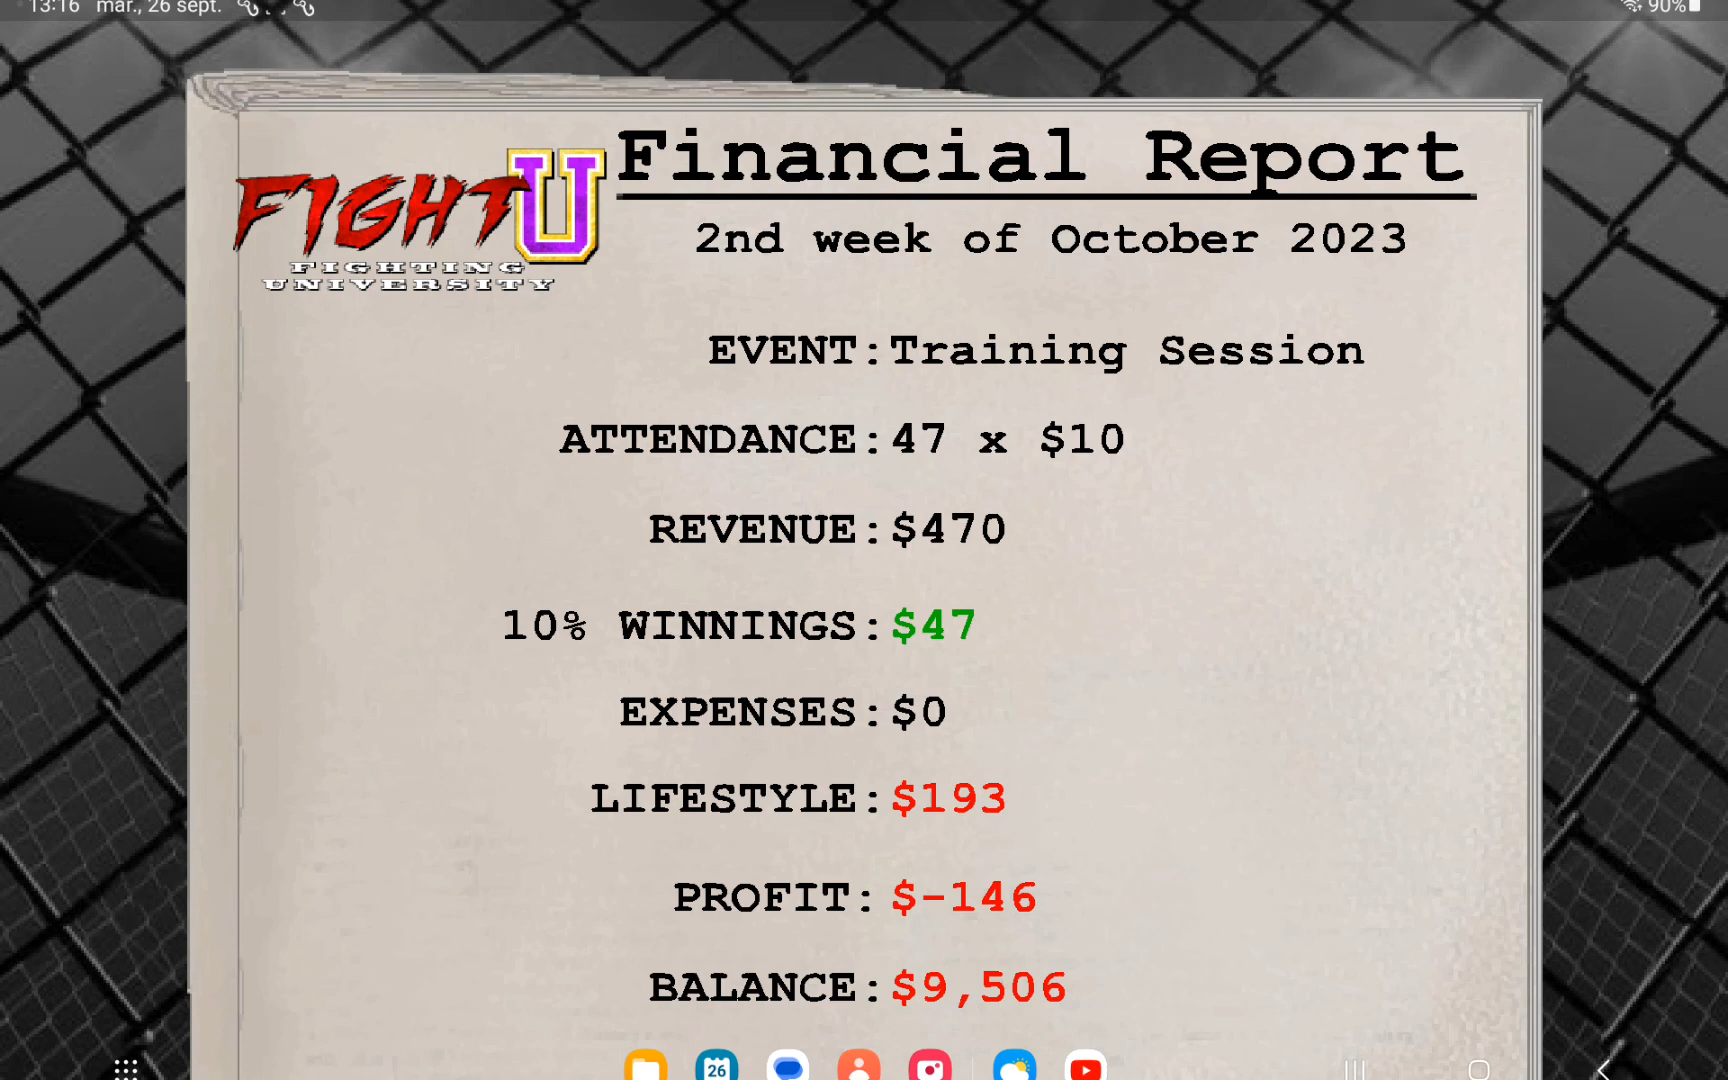 13:16 mar., 26 sept. 90%
FIGHT U
FIGHTING
UNIVERSITY
Financial Report
2nd week of October 2023
EVENT: Training Session
ATTENDANCE: 47 x $10
REVENUE: $470
10% WINNINGS: $47
EXPENSES: $0
LIFESTYLE: $193
PROFIT: $-146
BALANCE: $9,506
26